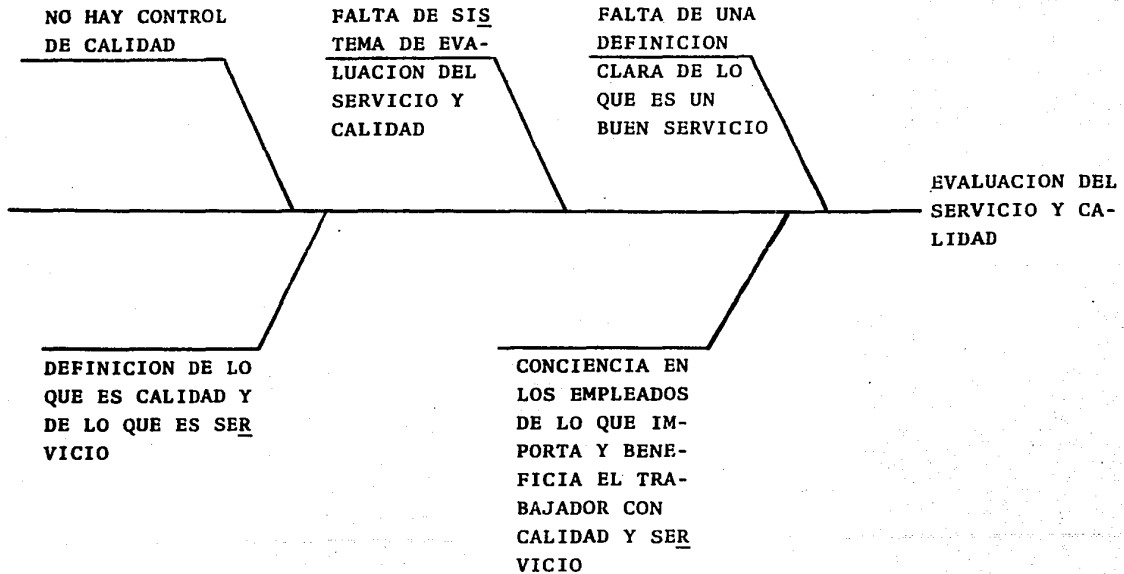 NO HAY CONTROL
DE CALIDAD
FALTA DE SIS
TEMA DE EVA-
LUACION DEL
SERVICIO Y
CALIDAD
FALTA DE UNA
DEFINICION
CLARA DE LO
QUE ES UN
BUEN SERVICIO
EVALUACION DEL
SERVICIO Y CA-
LIDAD
DEFINICION DE LO
QUE ES CALIDAD Y
DE LO QUE ES SER
VICIO
CONCIENCIA EN
LOS EMPLEADOS
DE LO QUE IM-
PORTA Y BENE-
FICIA EL TRA-
BAJADOR CON
CALIDAD Y SER
VICIO